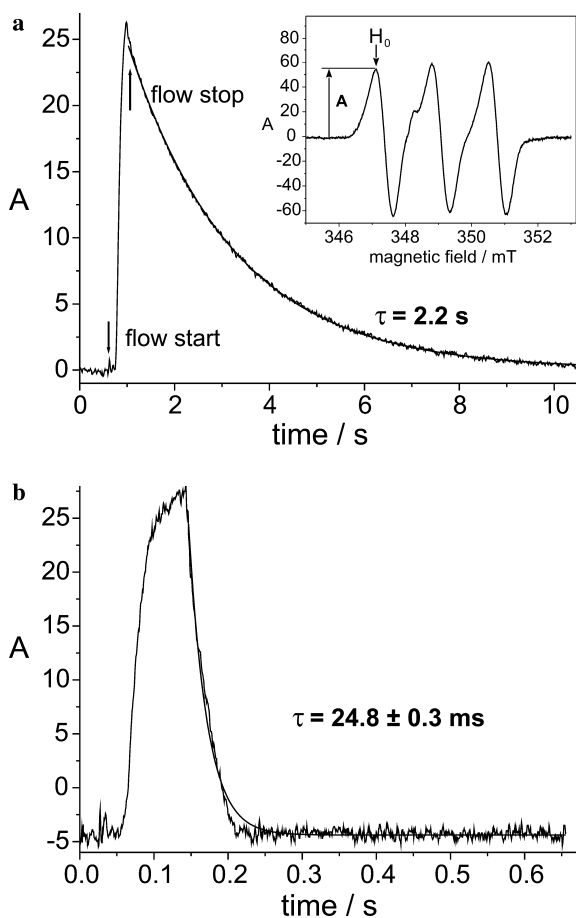 a
25
20
15
10
5
0
A
flow stop
flow start
τ = 2.2 s
0 2 4 6 8 10
time / s
H0
A
80
60
40
20
0
-20
-40
-60
A
346 348 350 352
magnetic field / mT
b
25
20
15
10
5
0
-5
A
τ = 24.8 ± 0.3 ms
0.0 0.1 0.2 0.3 0.4 0.5 0.6
time / s